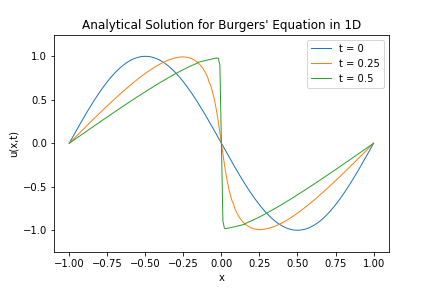 Analytical Solution for Burgers' Equation in 1D
t = 0
t = 0.25
t = 0.5
u(x,t)
1.0
0.5
0.0
−0.5
−1.0
−1.00 −0.75 −0.50 −0.25 0.00 0.25 0.50 0.75 1.00
x